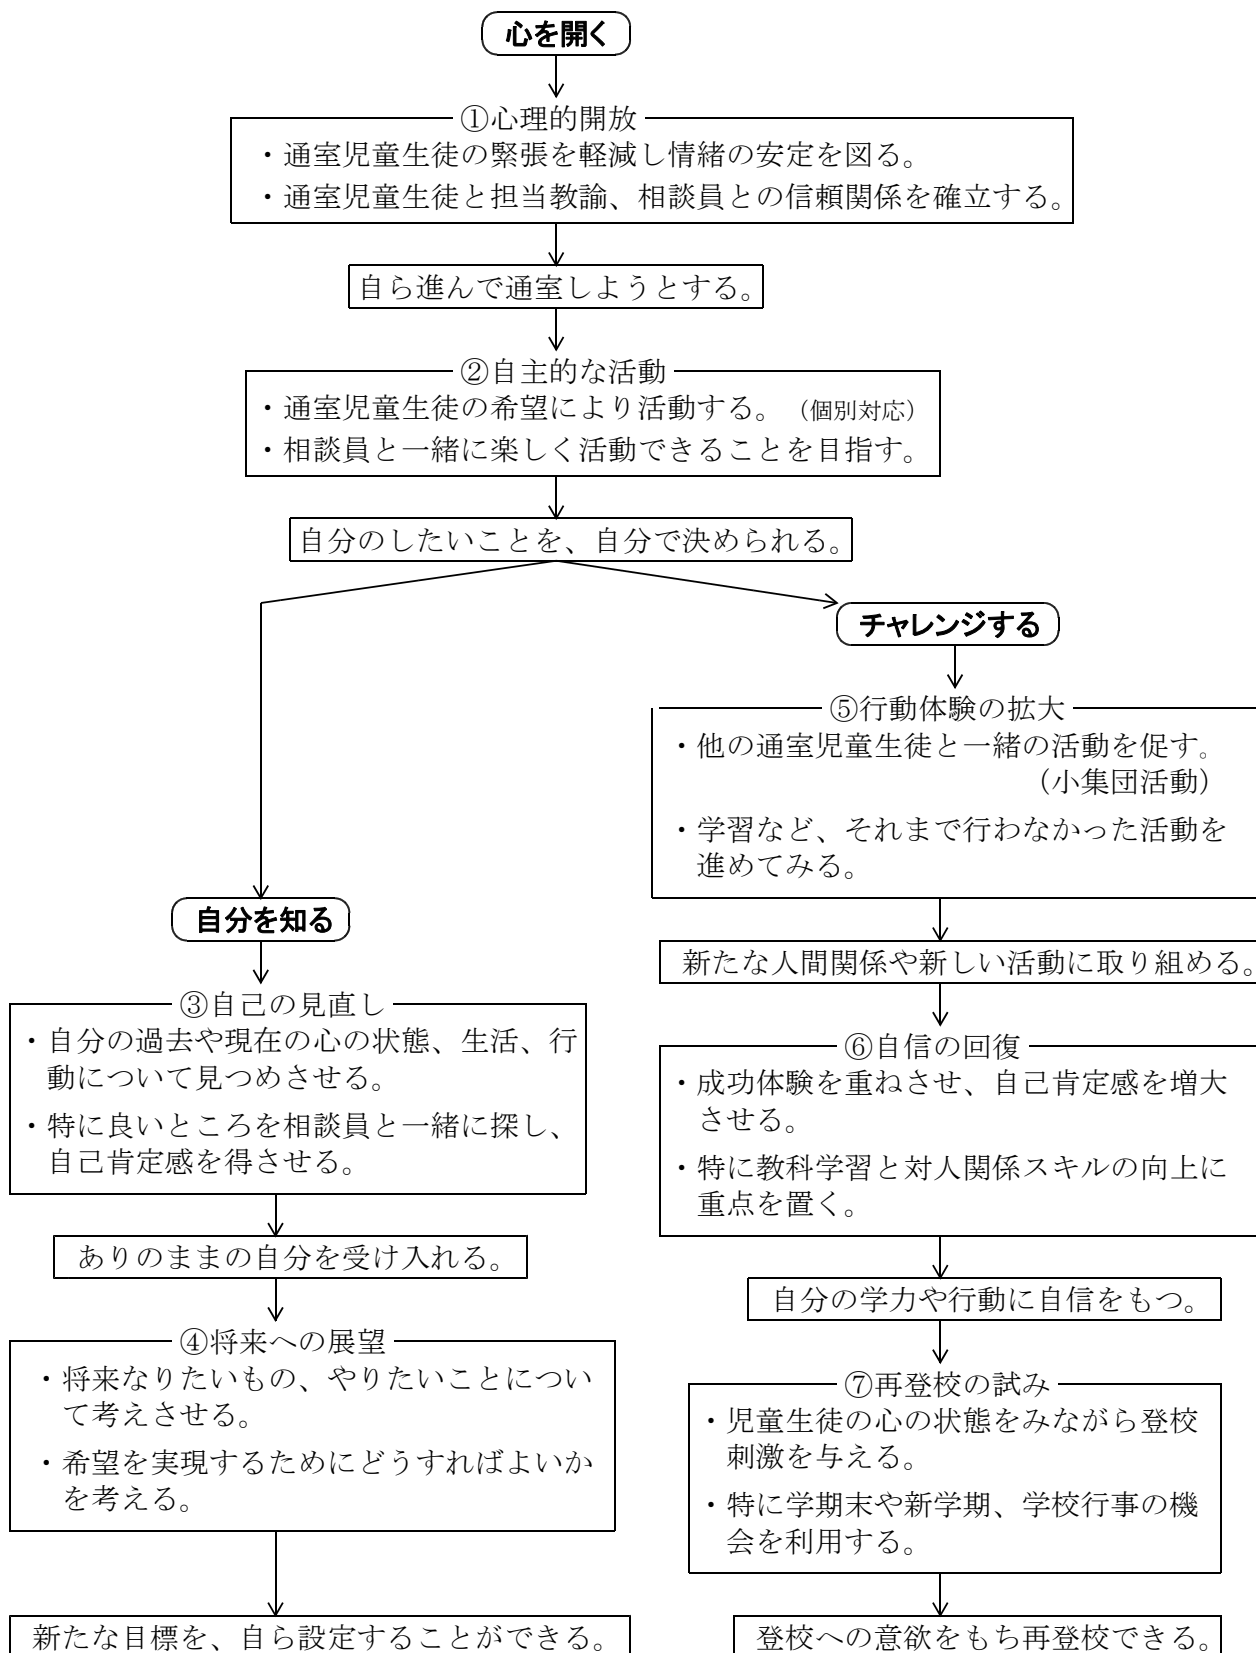 心を開く
①心理的開放
・通室児童生徒の緊張を軽減し情緒の安定を図る。
・通室児童生徒と担当教諭、相談員との信頼関係を確立する。
自ら進んで通室しようとする。
②自主的な活動
・通室児童生徒の希望により活動する。（個別対応）
・相談員と一緒に楽しく活動できることを目指す。
自分のしたいことを、自分で決められる。
自分を知る
③自己の見直し
・自分の過去や現在の心の状態、生活、行
動について見つめさせる。
・特に良いところを相談員と一緒に探し、
自己肯定感を得させる。
ありのままの自分を受け入れる。
④将来への展望
・将来なりたいもの、やりたいことについ
て考えさせる。
・希望を実現するためにどうすればよいか
を考える。
新たな目標を、自ら設定することができる。
チャレンジする
⑤行動体験の拡大
・他の通室児童生徒と一緒の活動を促す。
（小集団活動）
・学習など、それまで行わなかった活動を
進めてみる。
新たな人間関係や新しい活動に取り組める。
⑥自信の回復
・成功体験を重ねさせ、自己肯定感を増大
させる。
・特に教科学習と対人関係スキルの向上に
重点を置く。
自分の学力や行動に自信をもつ。
⑦再登校の試み
・児童生徒の心の状態をみながら登校
刺激を与える。
・特に学期末や新学期、学校行事の機
会を利用する。
登校への意欲をもち再登校できる。